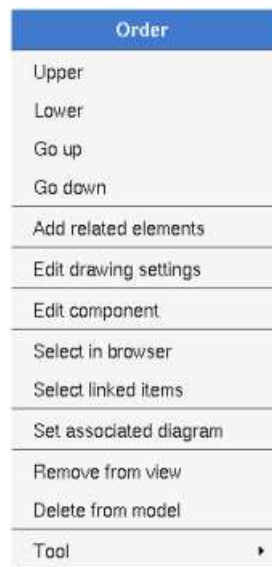 Order
Upper
Lower
Go up
Go down
Add related elements
Edit drawing settings
Edit component
Select in browser
Select linked items
Set associated diagram
Remove from view
Delete from model
Tool